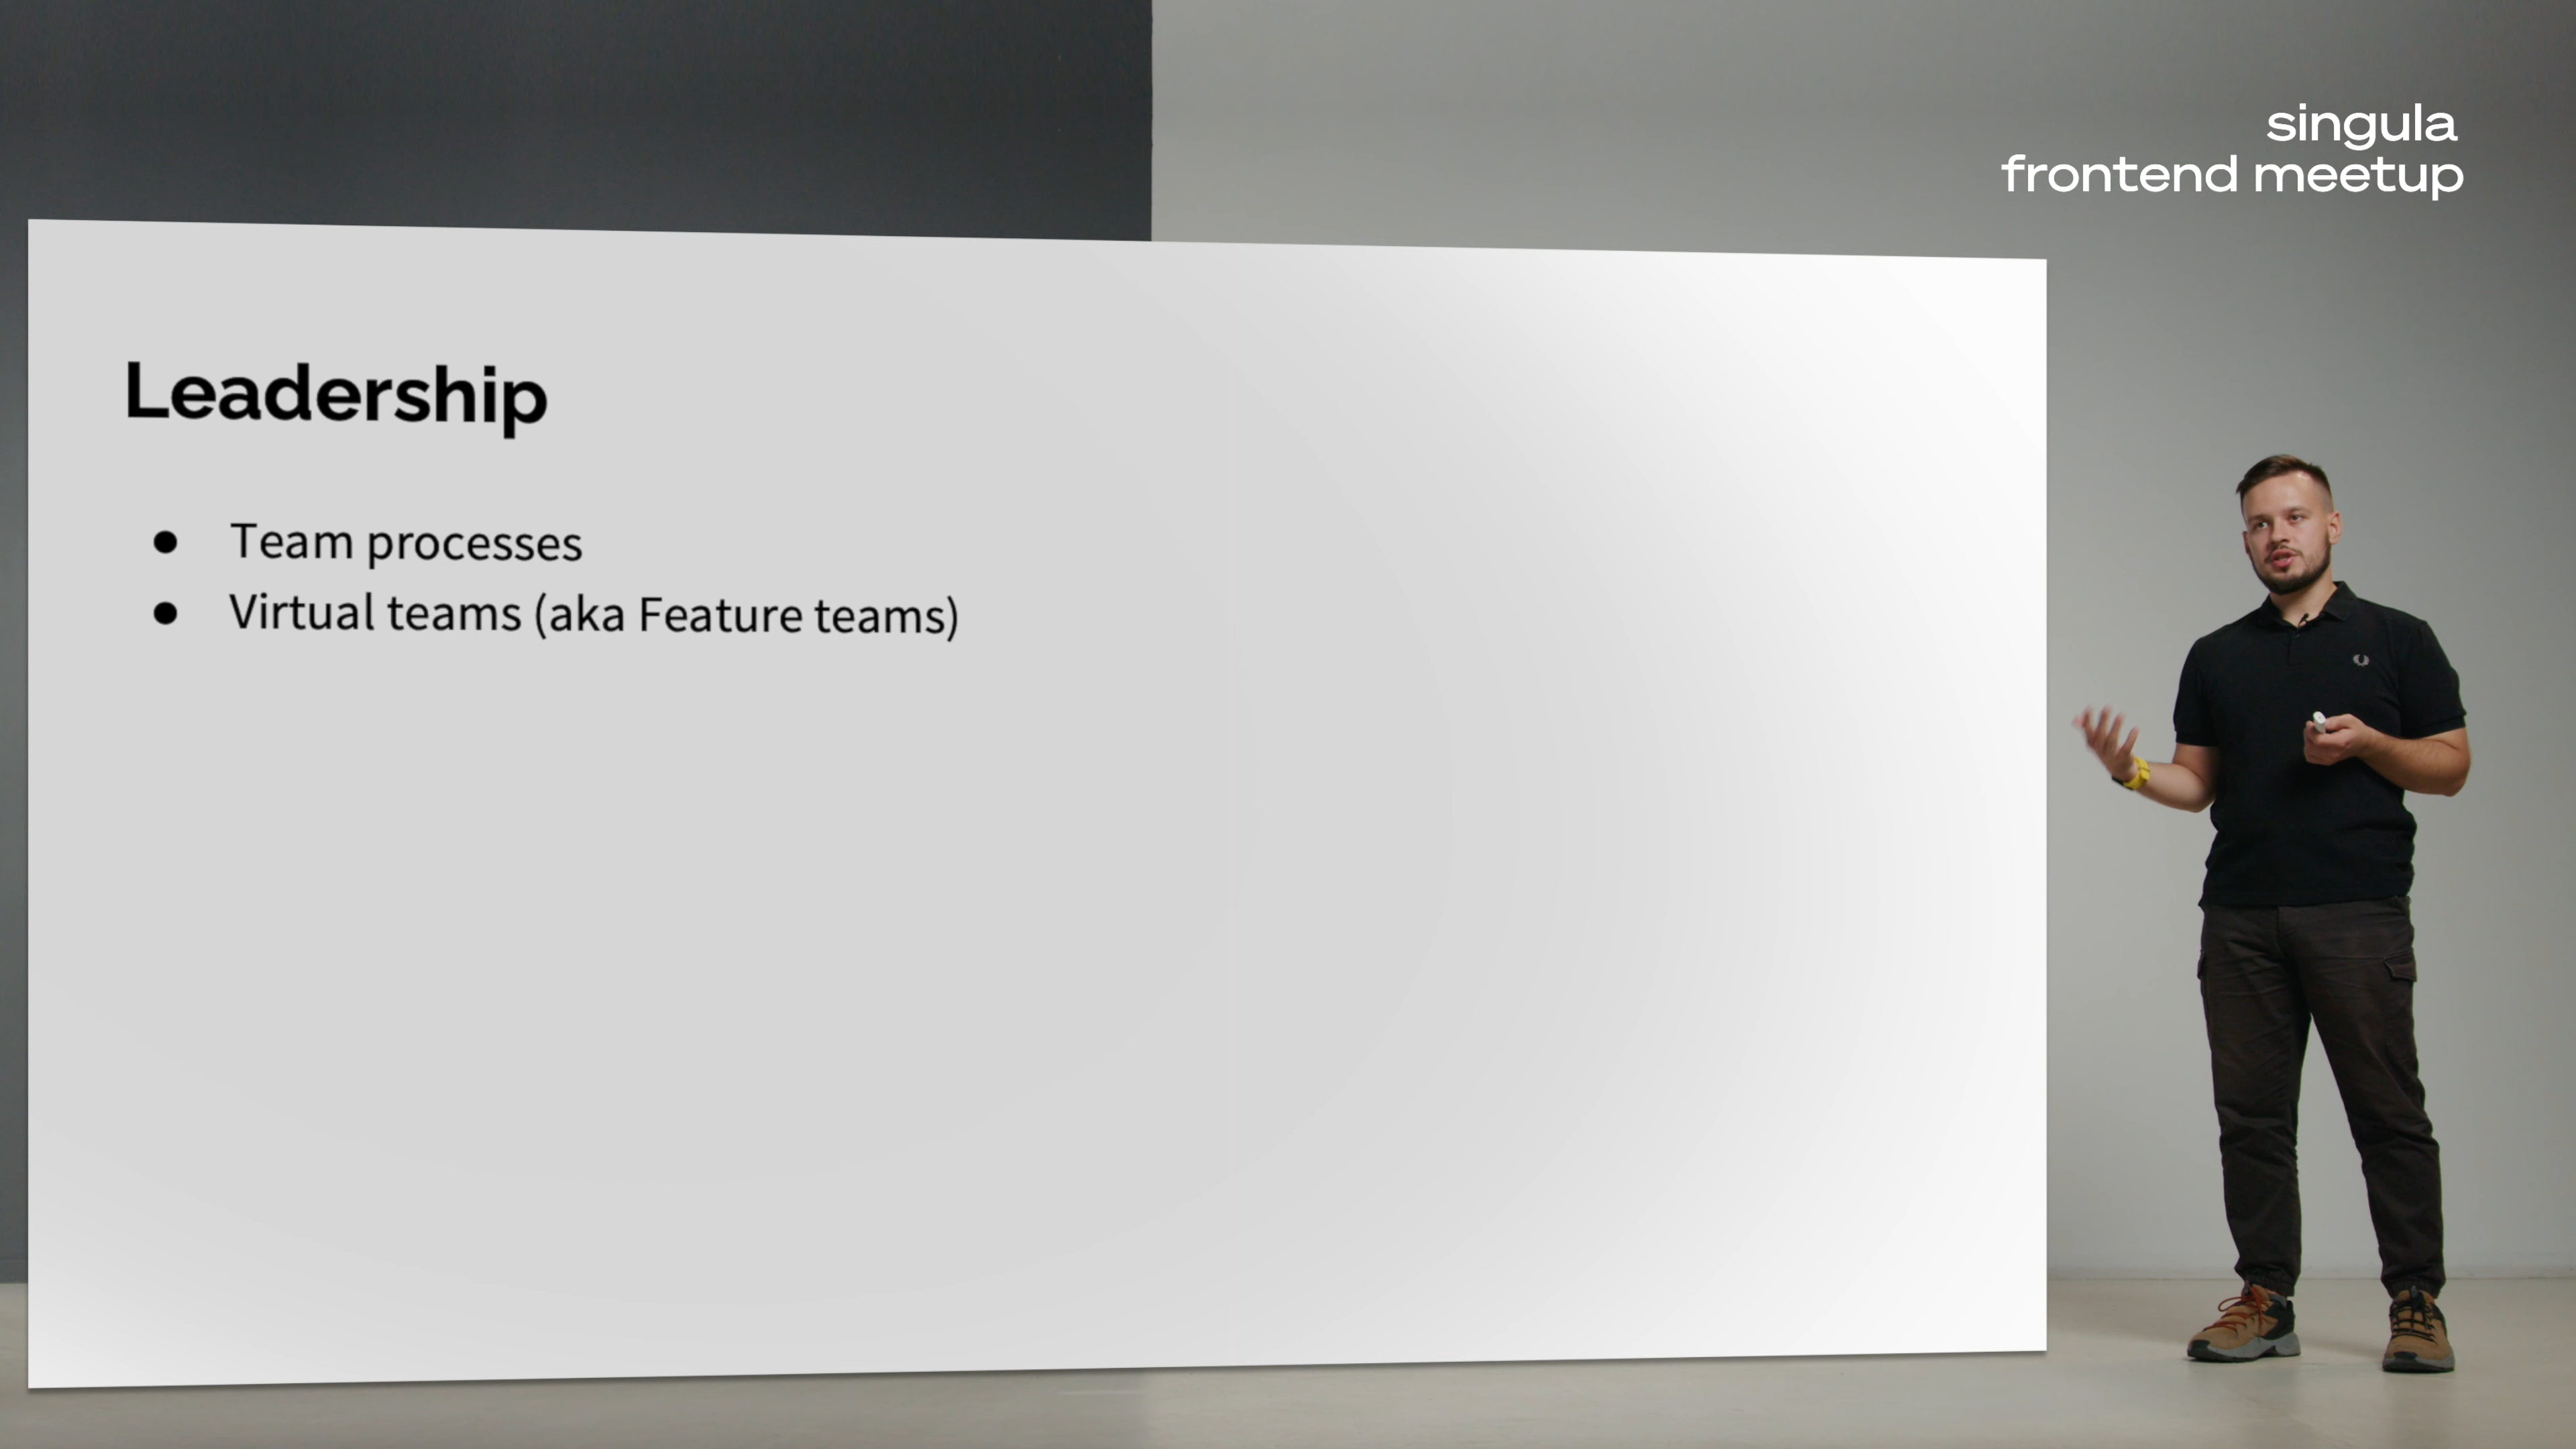 singula
frontend meetup
Leadership
● Team processes
● Virtual teams (aka Feature teams)